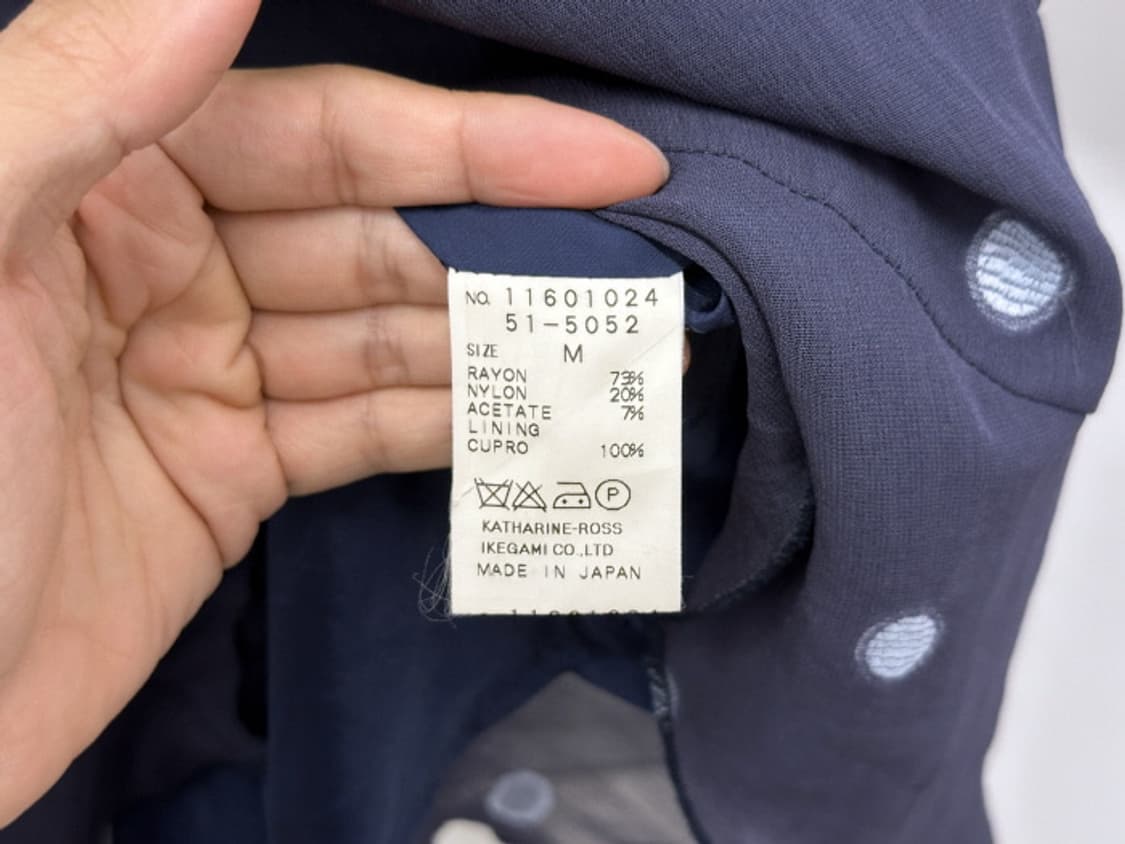 NO. 11601024
51-5052
SIZE M
RAYON 73%
NYLON 20%
ACETATE 7%
LINING
CUPRO 100%
P
KATHARINE-ROSS
IKEGAMI CO.,LTD
MADE IN JAPAN